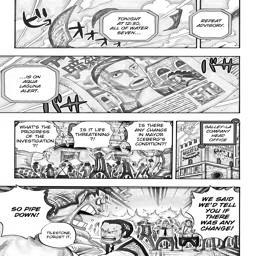 REPEAT
ADVISORY.
TONIGHT
AT 12:30,
ALL OF WATER
SEVEN...
...IS ON
AQUA
LAGUNA
ALERT.
GALLEY-LA
COMPANY
HEAD
OFFICE
IS THERE
ANY CHANGE
IN MAYOR
ICEBERG'S
CONDITION?!
IS IT LIFE
THREATENING
?!
WHAT'S THE
PROGRESS
OF THE
INVESTIGATION
?!
WE SAID
WE'D TELL
YOU IF
THERE
WAS ANY
CHANGE!
TILESTONE,
FORGET IT.
SO PIPE
DOWN!